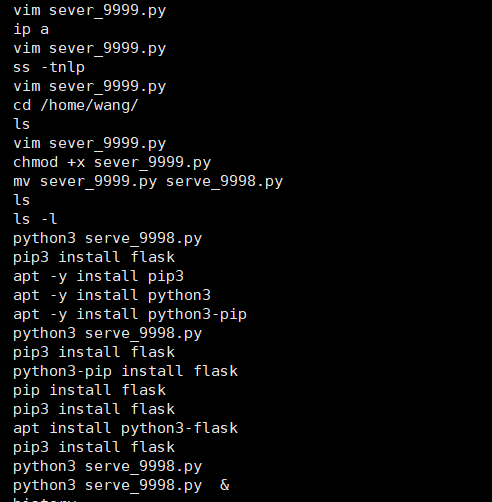 vim sever_9999.py
ip a
vim sever_9999.py
ss -tnlp
vim sever_9999.py
cd /home/wang/
ls
vim sever_9999.py
chmod +x sever_9999.py
mv sever_9999.py serve_9998.py
ls
ls -l
python3 serve_9998.py
pip3 install flask
apt -y install pip3
apt -y install python3
apt -y install python3-pip
python3 serve_9998.py
pip3 install flask
python3-pip install flask
pip install flask
pip3 install flask
apt install python3-flask
pip3 install flask
python3 serve_9998.py
python3 serve_9998.py  &
history